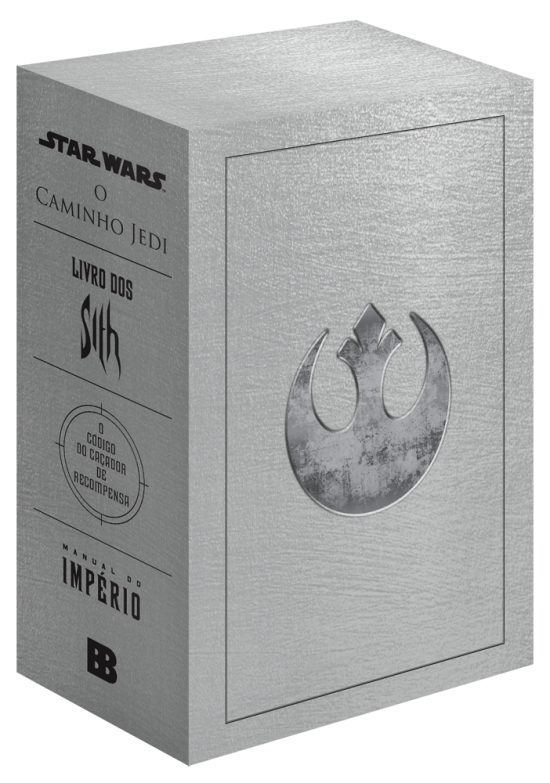 STAR WARS
O
CAMINHO JEDI
LIVRO DOS
Sith
O
CÓDIGO
DO CAÇADOR
DE
RECOMPENSA
MANUAL DO
IMPÉRIO
BB